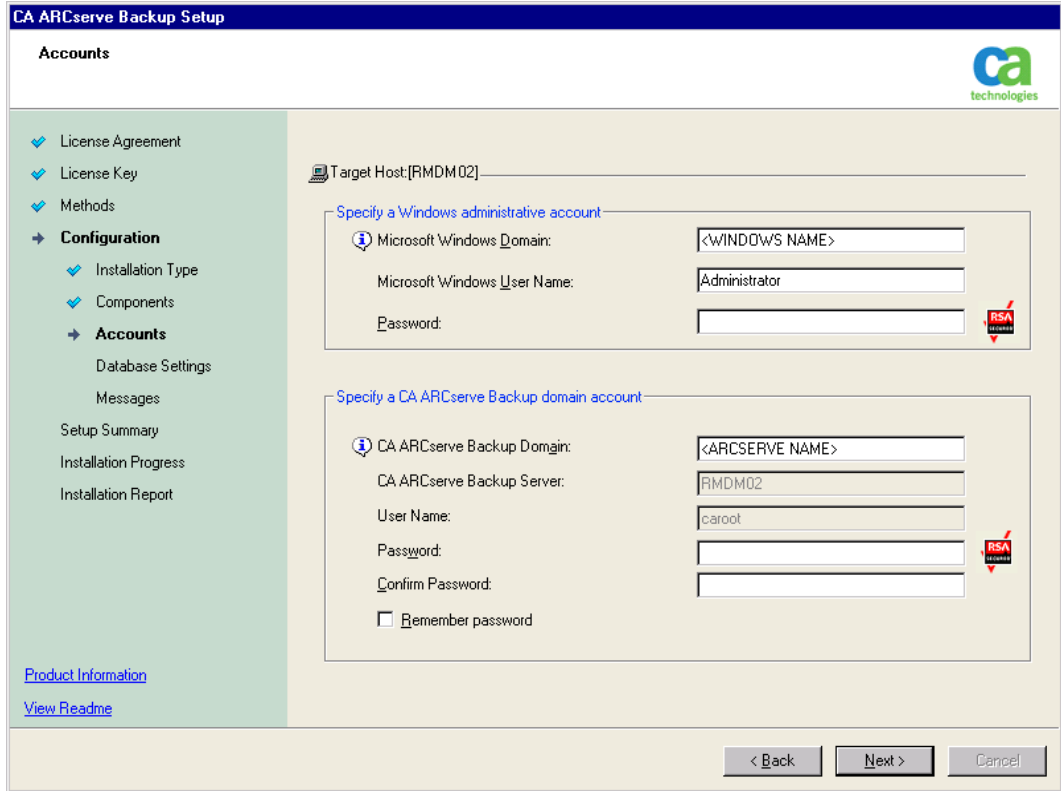 CA ARCserve Backup Setup
Accounts
ca
technologies
License Agreement
License Key
Methods
Configuration
Installation Type
Components
Accounts
Database Settings
Messages
Setup Summary
Installation Progress
Installation Report
Product Information
View Readme
Target Host:[RMDM02]
Specify a Windows administrative account
Microsoft Windows Domain: <WINDOWS NAME>
Microsoft Windows User Name: Administrator
Password:
RSA
SECURED
Specify a CA ARCserve Backup domain account
CA ARCserve Backup Domain: <ARCSERVE NAME>
CA ARCserve Backup Server: RMDM02
User Name: caroot
Password:
RSA
SECURED
Confirm Password:
Remember password
< Back Next > Cancel